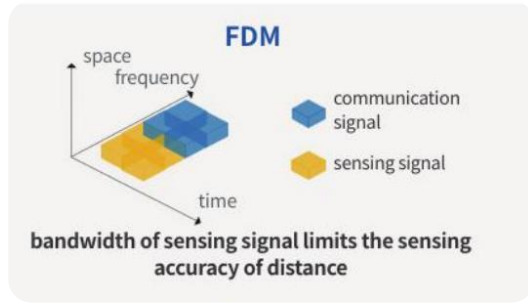 FDM
space
frequency
communication
signal
sensing signal
time
bandwidth of sensing signal limits the sensing
accuracy of distance